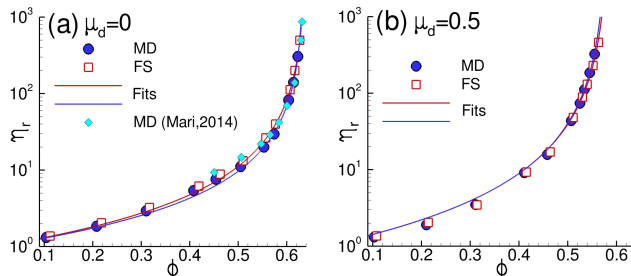 (a) μd=0
MD
FS
Fits
MD (Mari,2014)
ηr
10³
10²
10¹
10⁰
0.1 0.2 0.3 0.4 0.5 0.6
ϕ
(b) μd=0.5
MD
FS
Fits
ηr
10³
10²
10¹
10⁰
0.1 0.2 0.3 0.4 0.5 0.6
ϕ